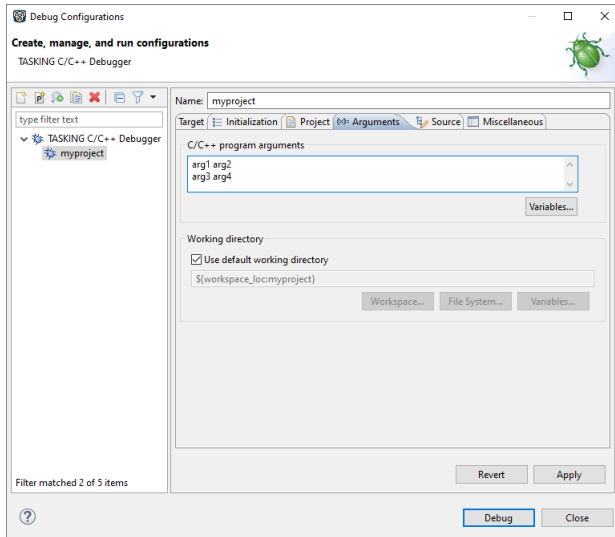 Debug Configurations
Create, manage, and run configurations
TASKING C/C++ Debugger
type filter text
TASKING C/C++ Debugger
myproject
Filter matched 2 of 5 items
Name: myproject
Target Initialization Project (x)= Arguments Source Miscellaneous
C/C++ program arguments
arg1 arg2
arg3 arg4
Variables...
Working directory
Use default working directory
${workspace_loc:myproject}
Workspace... File System... Variables...
Revert Apply
Debug Close